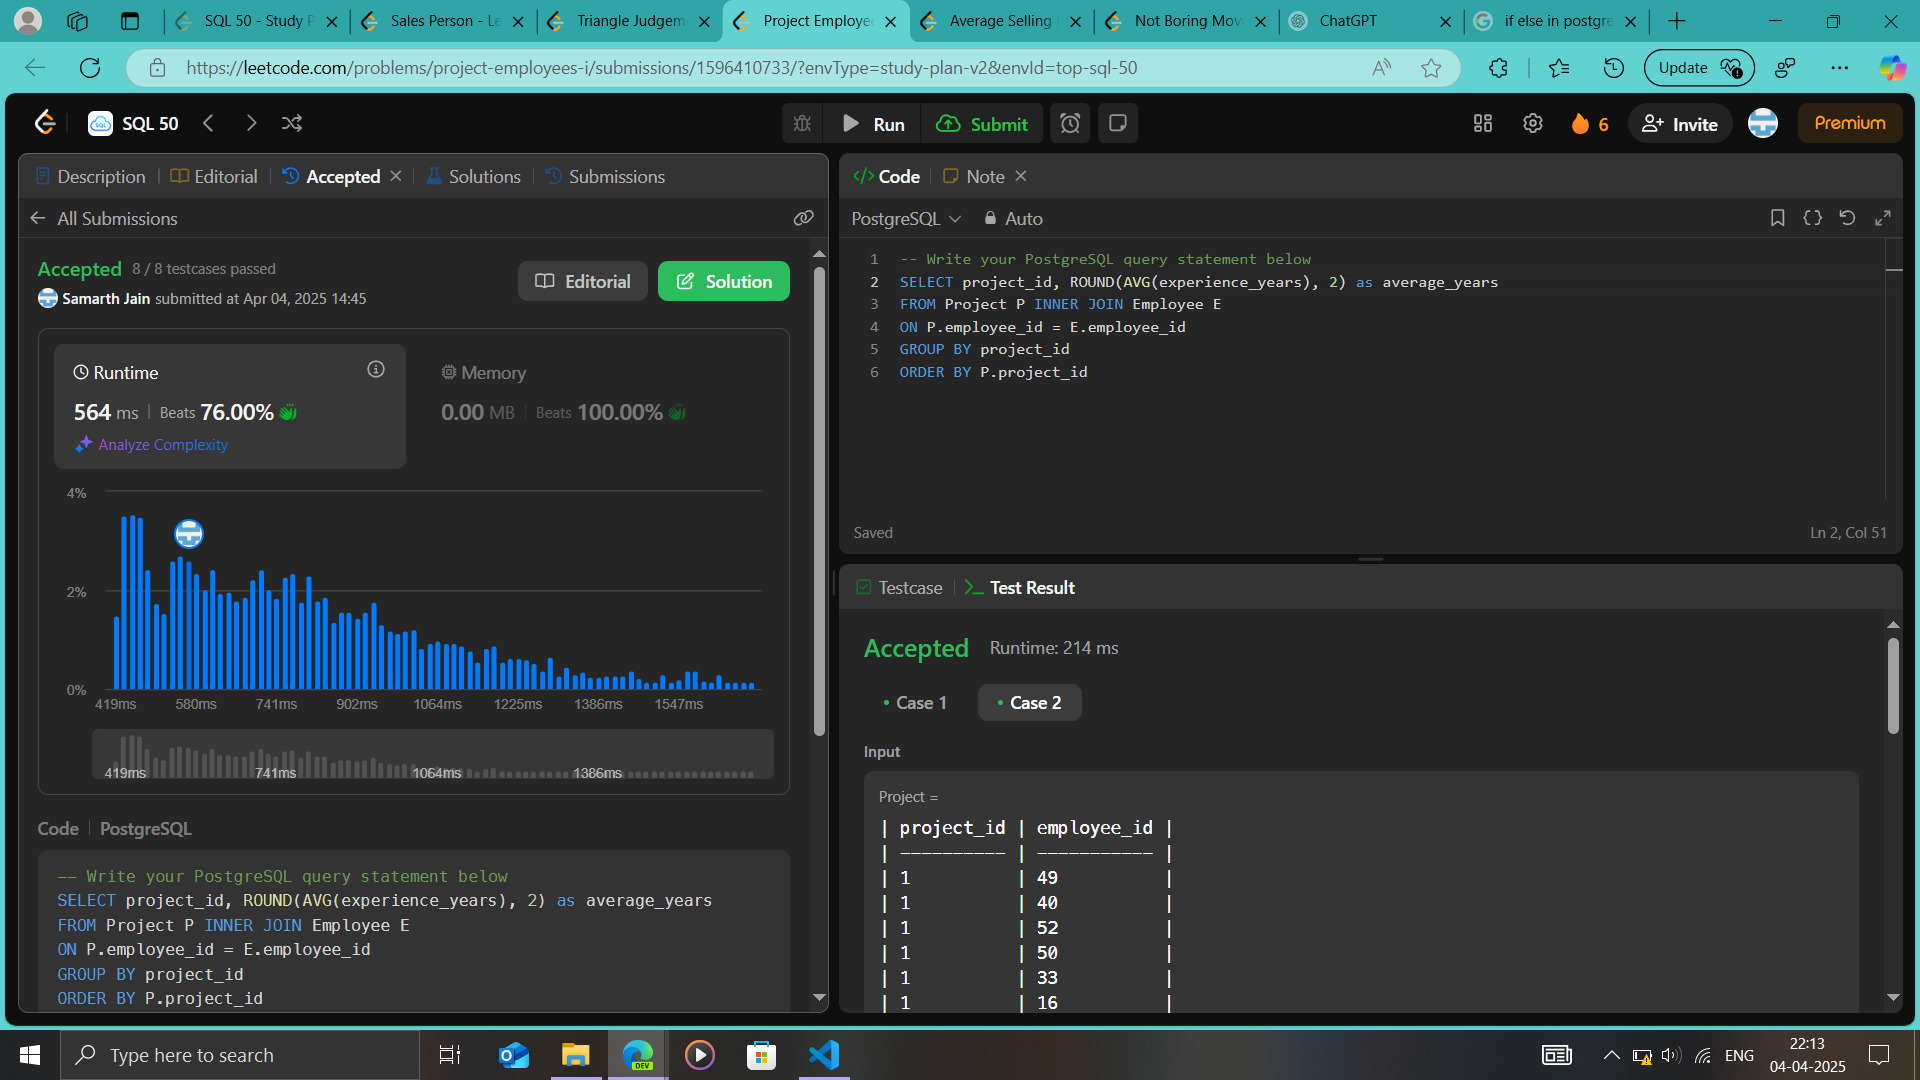 SQL 50 - Study P
Sales Person - Le
Triangle Judgem
Project Employee
Average Selling
Not Boring Mov
ChatGPT
if else in postgre
https://leetcode.com/problems/project-employees-i/submissions/1596410733/?envType=study-plan-v2&envId=top-sql-50
Update
SQL 50
Run
Submit
6
Invite
Premium
Description
Editorial
Accepted
Solutions
Submissions
All Submissions
Accepted 8 / 8 testcases passed
Samarth Jain submitted at Apr 04, 2025 14:45
Editorial
Solution
Runtime
564 ms | Beats 76.00%
Analyze Complexity
Memory
0.00 MB | Beats 100.00%
4%
2%
0%
419ms 580ms 741ms 902ms 1064ms 1225ms 1386ms 1547ms
419ms 741ms 1064ms 1386ms
Code | PostgreSQL
-- Write your PostgreSQL query statement below
SELECT project_id, ROUND(AVG(experience_years), 2) as average_years
FROM Project P INNER JOIN Employee E
ON P.employee_id = E.employee_id
GROUP BY project_id
ORDER BY P.project_id
Code
Note
PostgreSQL
Auto
1 -- Write your PostgreSQL query statement below
2 SELECT project_id, ROUND(AVG(experience_years), 2) as average_years
3 FROM Project P INNER JOIN Employee E
4 ON P.employee_id = E.employee_id
5 GROUP BY project_id
6 ORDER BY P.project_id
Saved
Ln 2, Col 51
Testcase
Test Result
Accepted Runtime: 214 ms
Case 1
Case 2
Input
Project =
| project_id | employee_id |
| ---------- | ----------- |
| 1 | 49 |
| 1 | 40 |
| 1 | 52 |
| 1 | 50 |
| 1 | 33 |
| 1 | 16 |
Type here to search
DEV
ENG
22:13
04-04-2025